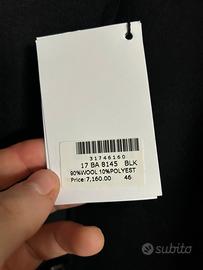 31746160
17 BA 8145 BLK
90%WOOL 10%POLYEST
Price: 7,160.00 46
subito